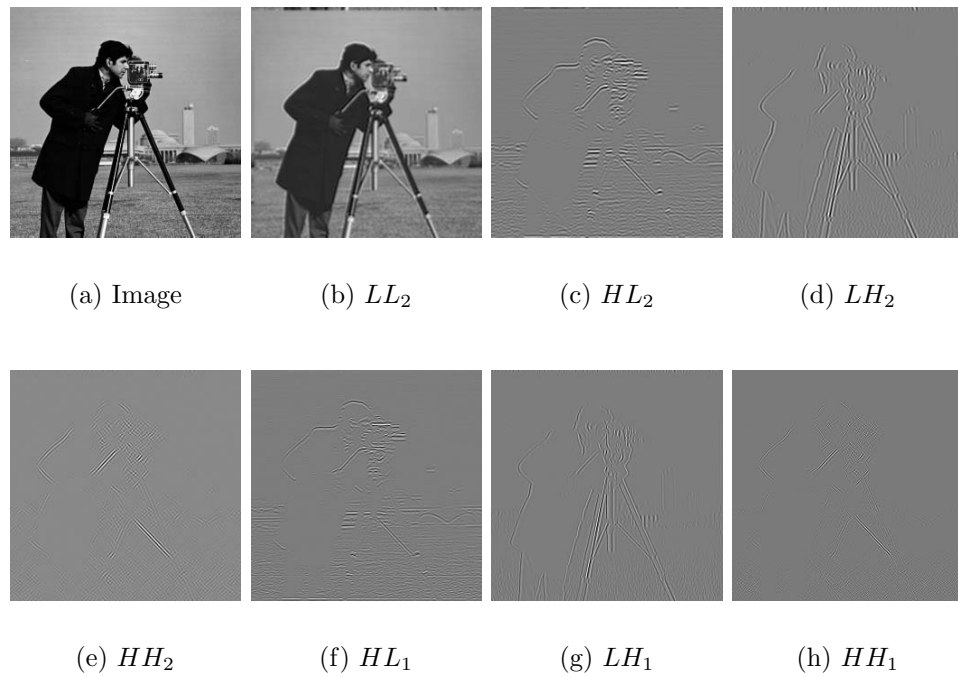 (a) Image
(b) LL₂
(c) HL₂
(d) LH₂
(e) HH₂
(f) HL₁
(g) LH₁
(h) HH₁